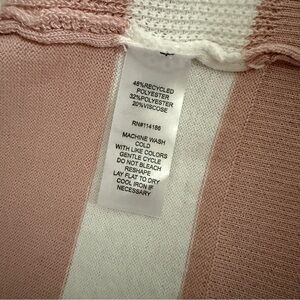 48%RECYCLED
POLYESTER
32%POLYESTER
20%VISCOSE
RN#114186
MACHINE WASH
COLD
WITH LIKE COLORS
GENTLE CYCLE
DO NOT BLEACH
RESHAPE
LAY FLAT TO DRY
COOL IRON IF
NECESSARY